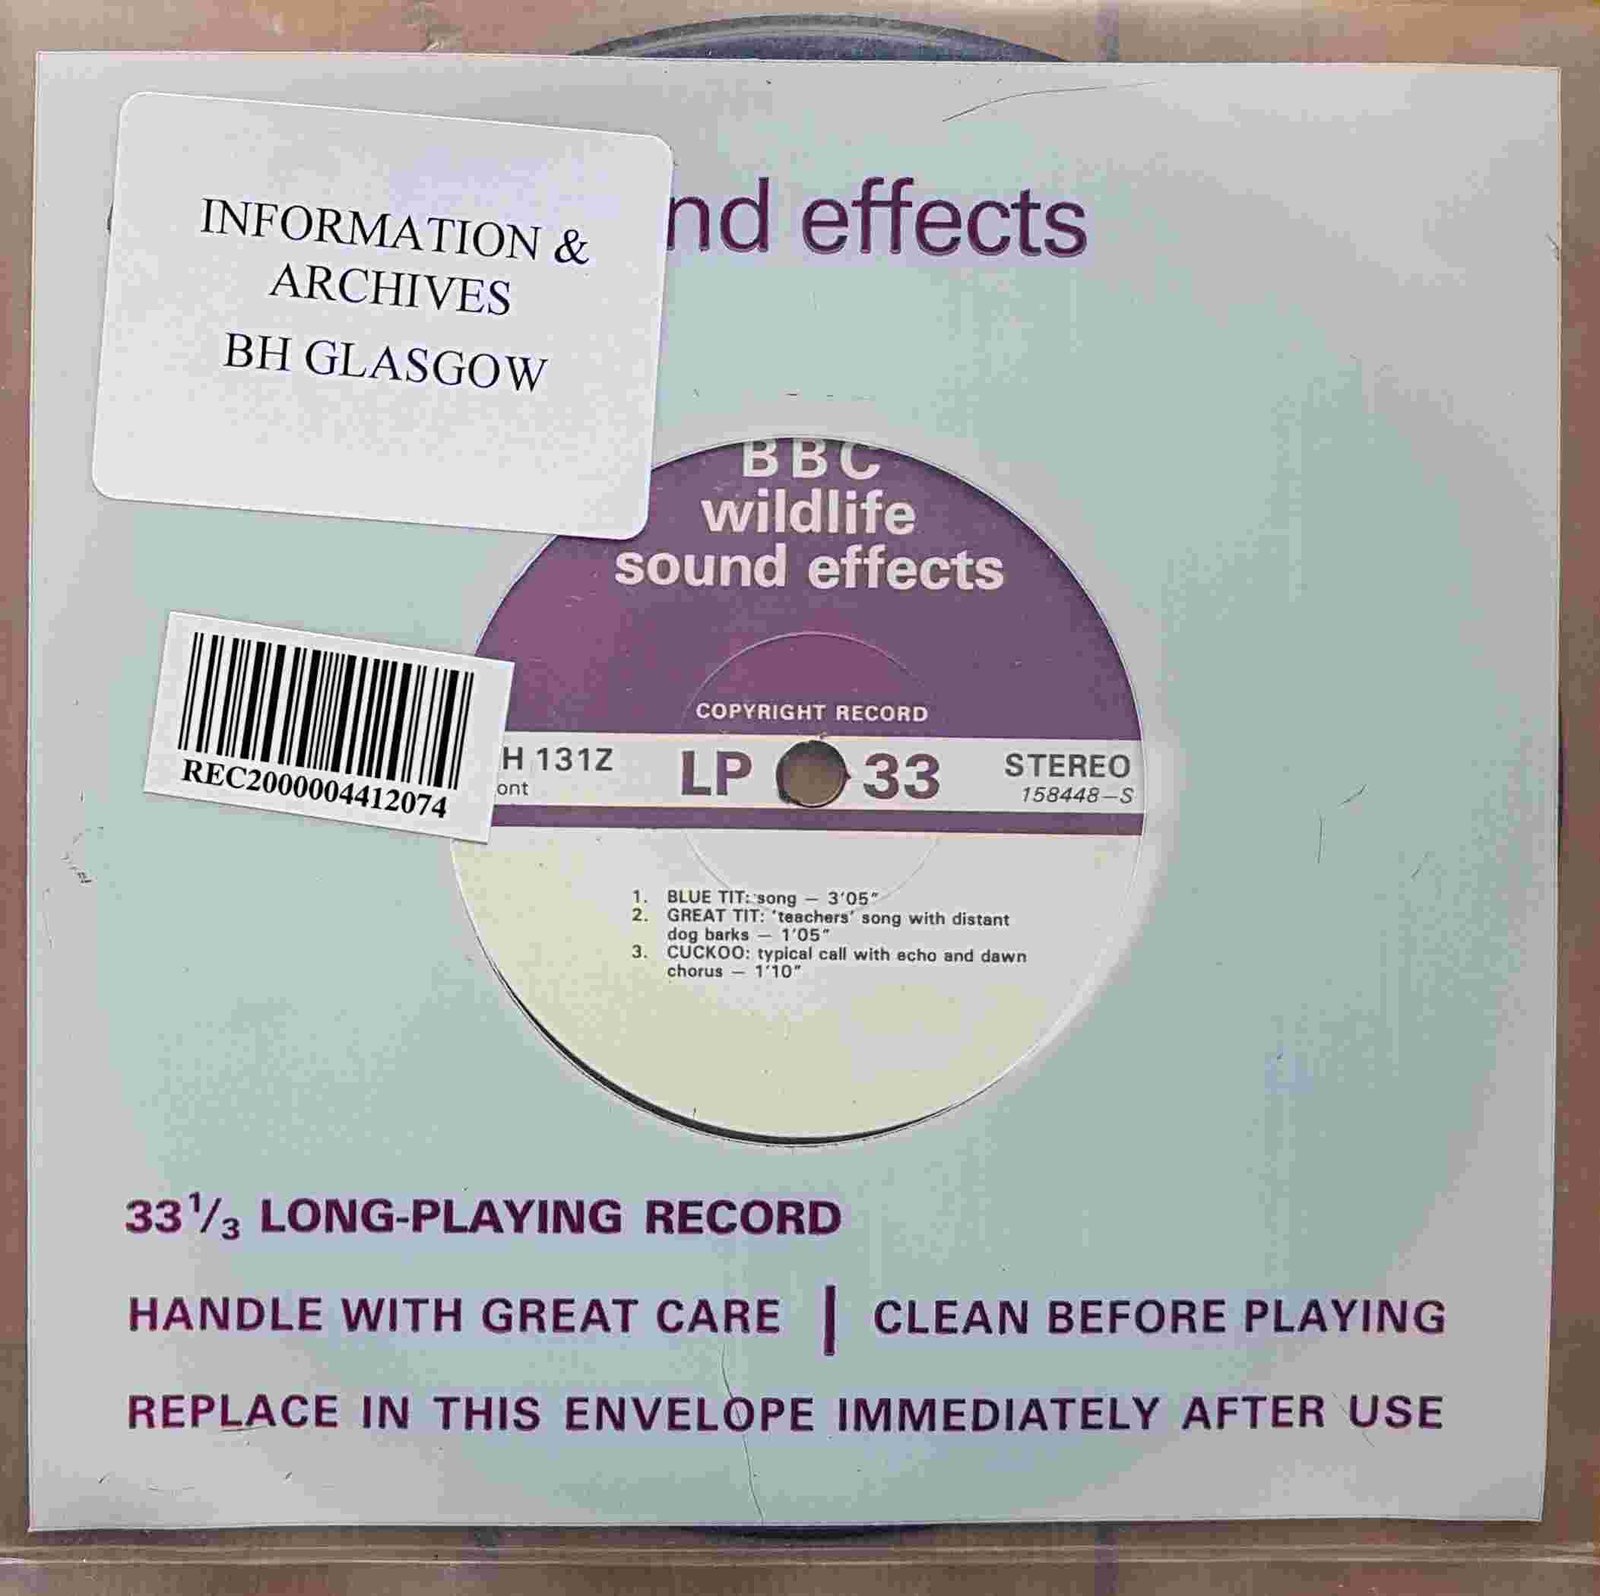 INFORMATION &
ARCHIVES
BH GLASGOW
nd effects
BBC
wildlife
sound effects
COPYRIGHT RECORD
H 131Z
ont
LP 33
STEREO
158448-S
REC2000004412074
1. BLUE TIT: song — 3'05"
2. GREAT TIT: 'teachers' song with distant
dog barks — 1'05"
3. CUCKOO: typical call with echo and dawn
chorus — 1'10"
33 1/3 LONG-PLAYING RECORD
HANDLE WITH GREAT CARE | CLEAN BEFORE PLAYING
REPLACE IN THIS ENVELOPE IMMEDIATELY AFTER USE